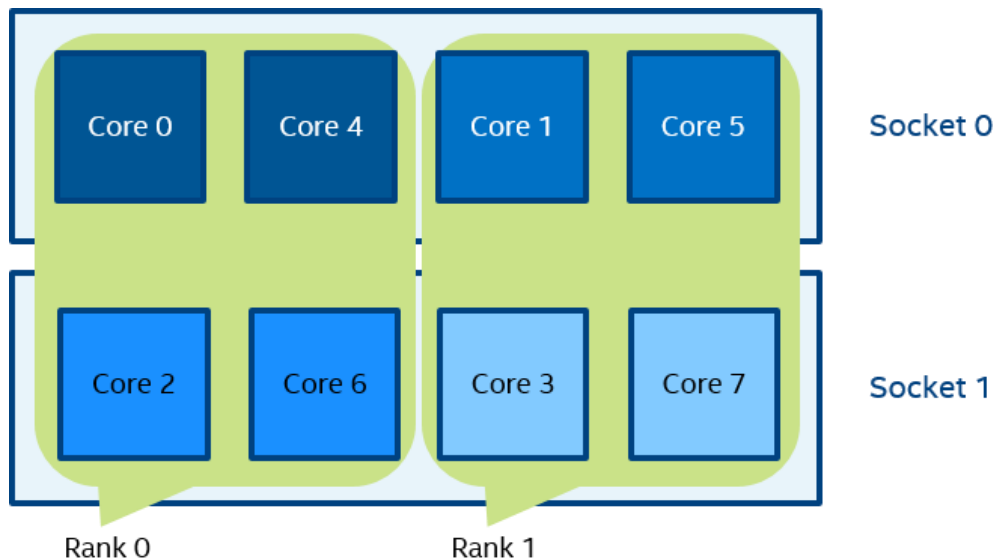 Core 0
Core 4
Core 1
Core 5
Socket 0
Core 2
Core 6
Core 3
Core 7
Socket 1
Rank 0
Rank 1